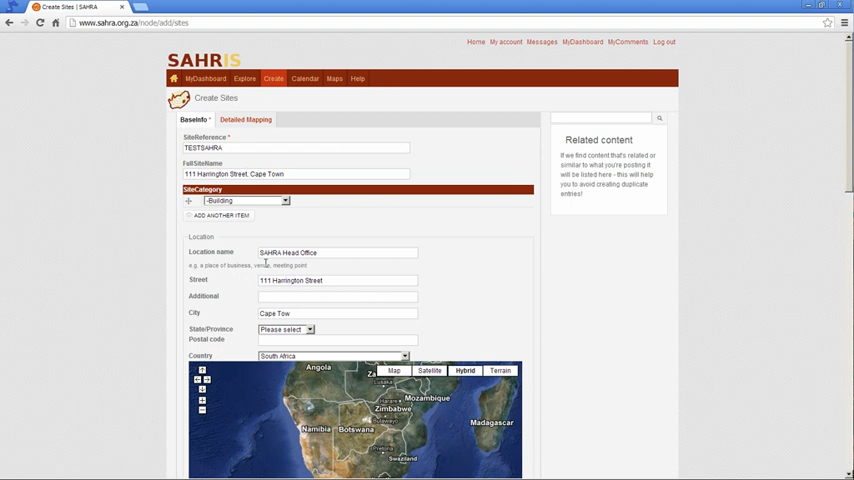 Create Sites | SAHRA
www.sahra.org.za/node/add/sites
Home My account Messages MyDashboard MyComments Log out
SAHRIS
MyDashboard Explore Create Calendar Maps Help
Create Sites
BaseInfo * Detailed Mapping
SiteReference *
TESTSAHRA
FullSiteName
111 Harrington Street, Cape Town
SiteCategory
-Building
ADD ANOTHER ITEM
Related content
If we find content that's related or
similar to what you're posting it
will be listed here - this will help
you to avoid creating duplicate
entries!
Location
Location name SAHRA Head Office
e.g. a place of business, venue, meeting point
Street 111 Harrington Street
Additional
City Cape Tow
State/Province Please select
Postal code
Country South Africa
Map Satellite Hybrid Terrain
Angola
Za
Lusaka
Harare
Mozambique
Zimbabwe
Bulawayo
Namibia Botswana
Madagascar
Pretoria
Swaziland